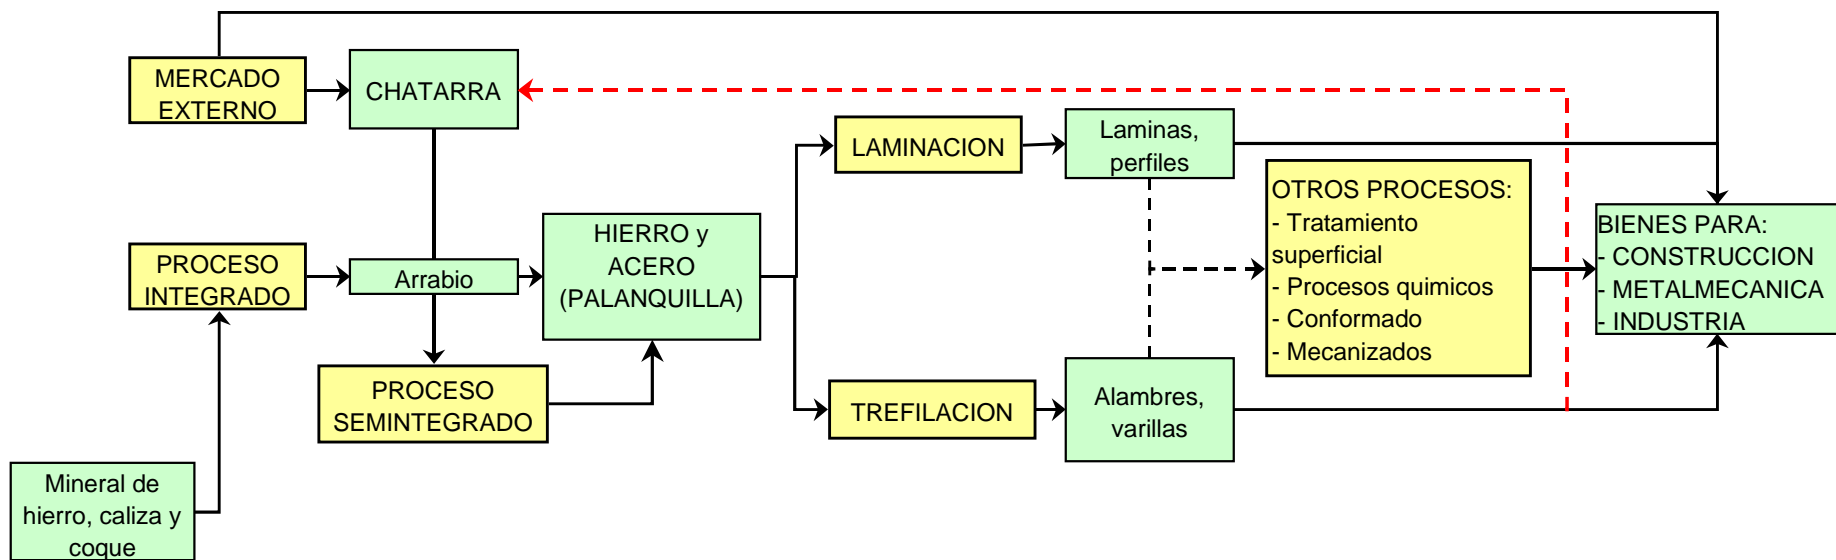 MERCADO
EXTERNO
CHATARRA
LAMINACION
Laminas,
perfiles
OTROS PROCESOS:
- Tratamiento
superficial
- Procesos quimicos
- Conformado
- Mecanizados
BIENES PARA:
- CONSTRUCCION
- METALMECANICA
- INDUSTRIA
PROCESO
INTEGRADO
Arrabio
HIERRO y
ACERO
(PALANQUILLA)
PROCESO
SEMINTEGRADO
TREFILACION
Alambres,
varillas
Mineral de
hierro, caliza y
coque